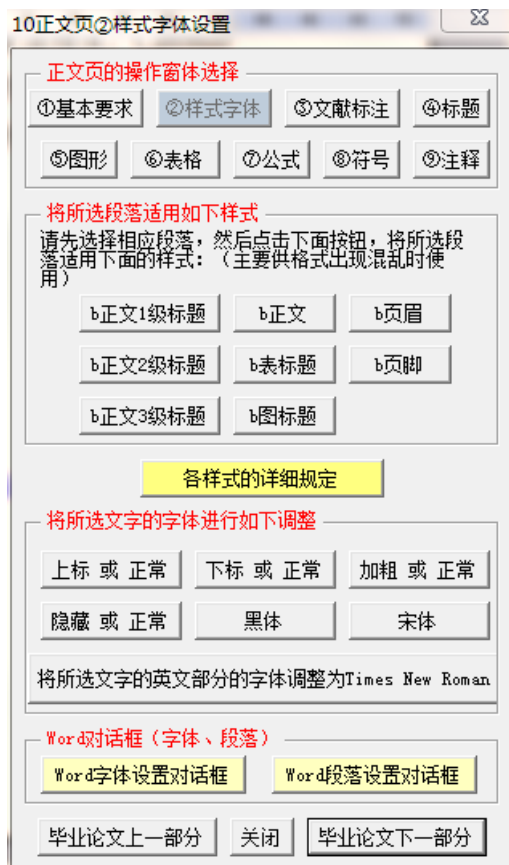 10正文页②样式字体设置
正文页的操作窗体选择
①基本要求 ②样式字体 ③文献标注 ④标题
⑤图形 ⑥表格 ⑦公式 ⑧符号 ⑨注释
将所选段落适用如下样式
请先选择相应段落，然后点击下面按钮，将所选段
落适用下面的样式：（主要供格式出现混乱时使
用）
b正文1级标题 b正文 b页眉
b正文2级标题 b表标题 b页脚
b正文3级标题 b图标题
各样式的详细规定
将所选文字的字体进行如下调整
上标 或 正常 下标 或 正常 加粗 或 正常
隐藏 或 正常 黑体 宋体
将所选文字的英文部分的字体调整为Times New Roman
Word对话框（字体、段落）
Word字体设置对话框 Word段落设置对话框
毕业论文上一部分 关闭 毕业论文下一部分